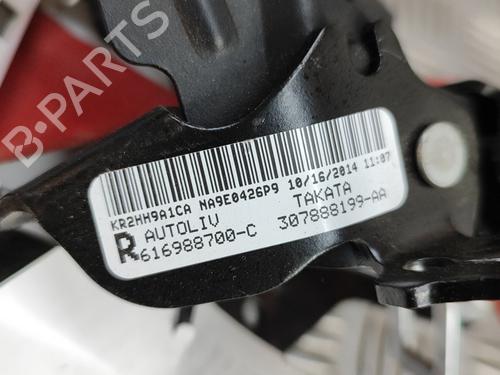 B-PARTS
KR2HH9A1CA NA9E0426P9 10/16/2014 11:07
R AUTOLIV TAKATA
616988700-C 307888199-AA